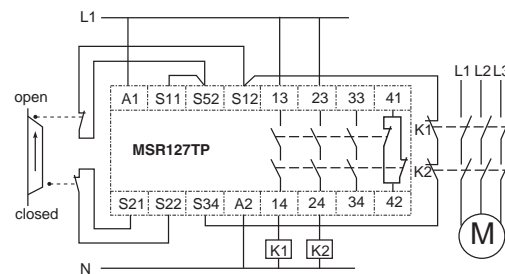 L1
A1 S11 S52 S12 13 23 33 41
L1 L2 L3
open
K1
MSR127TP
K2
closed
S21 S22 S34 A2 14 24 34 42
K1 K2
M
N